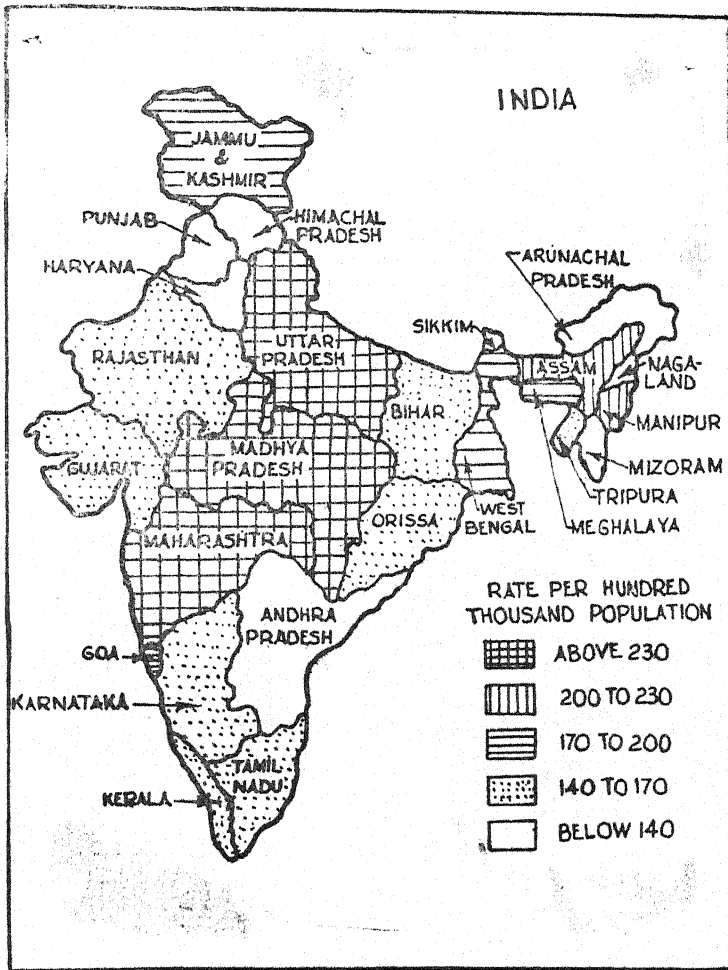 INDIA
JAMMU
&
KASHMIR
PUNJAB
HIMACHAL
PRADESH
HARYANA
ARUNACHAL
PRADESH
SIKKIM
RAJASTHAN
UTTAR
PRADESH
ASSAM
NAGA-
LAND
BIHAR
MANIPUR
GUJARAT
MADHYA
PRADESH
MIZORAM
TRIPURA
WEST
BENGAL
MEGHALAYA
ORISSA
MAHARASHTRA
ANDHRA
PRADESH
GOA
KARNATAKA
TAMIL
NADU
KERALA
RATE PER HUNDRED
THOUSAND POPULATION
ABOVE 230
200 TO 230
170 TO 200
140 TO 170
BELOW 140